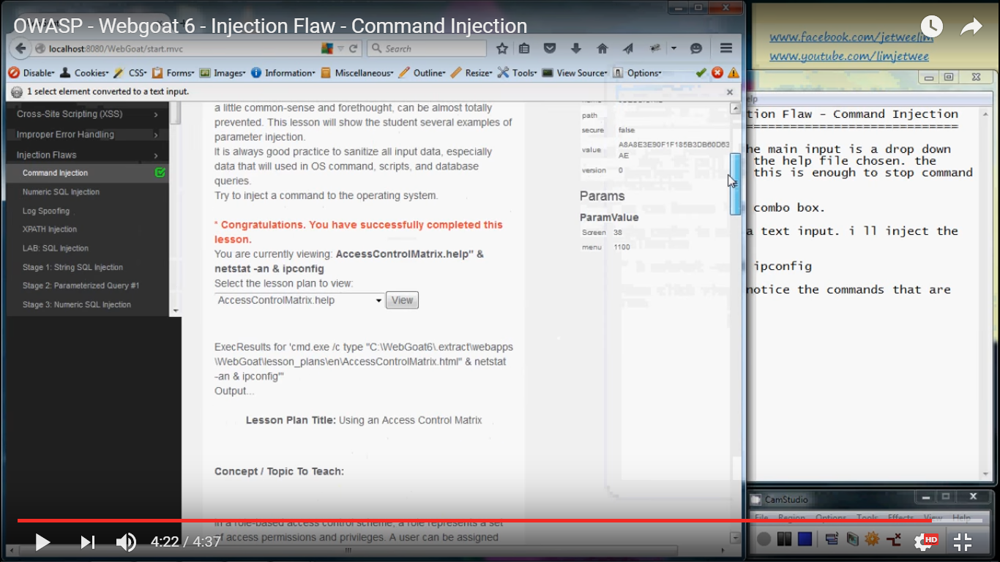 OWASP - Webgoat 6 - Injection Flaw - Command Injection
www.facebook.com/jetweelim
www.youtube.com/limjetwee
localhost:8080/WebGoat/start.mvc
Search
Disable Cookies CSS Forms Images Information Miscellaneous Outline Resize Tools View Source Options
1 select element converted to a text input.
Cross-Site Scripting (XSS)
Improper Error Handling
Injection Flaws
Command Injection
Numeric SQL Injection
Log Spoofing
XPATH Injection
LAB: SQL Injection
Stage 1: String SQL Injection
Stage 2: Parameterized Query #1
Stage 3: Numeric SQL Injection
a little common-sense and forethought, can be almost totally
prevented. This lesson will show the student several examples of
parameter injection.
It is always good practice to sanitize all input data, especially
data that will used in OS command, scripts, and database
queries.
Try to inject a command to the operating system.
* Congratulations. You have successfully completed this
lesson.
You are currently viewing: AccessControlMatrix.help" &
netstat -an & ipconfig
Select the lesson plan to view:
AccessControlMatrix.help View
ExecResults for 'cmd.exe /c type "C:\WebGoat6\.extract\webapps
\WebGoat\lesson_plans\en\AccessControlMatrix.html" & netstat
-an & ipconfig"'
Output...
Lesson Plan Title: Using an Access Control Matrix
Concept / Topic To Teach:
In a role-based access control scheme, a role represents a set
of access permissions and privileges. A user can be assigned
path
secure false
value A8A8E3E90F1F185B3DB60D63
AE
version 0
Params
ParamValue
Screen 38
menu 1100
elp
tion Flaw - Command Injection
============================
he main input is a drop down
the help file chosen. the
this is enough to stop command
combo box.
a text input. i ll inject the
ipconfig
notice the commands that are
CamStudio
File Region Options Tools Effects View Help
4:22 / 4:37
HD